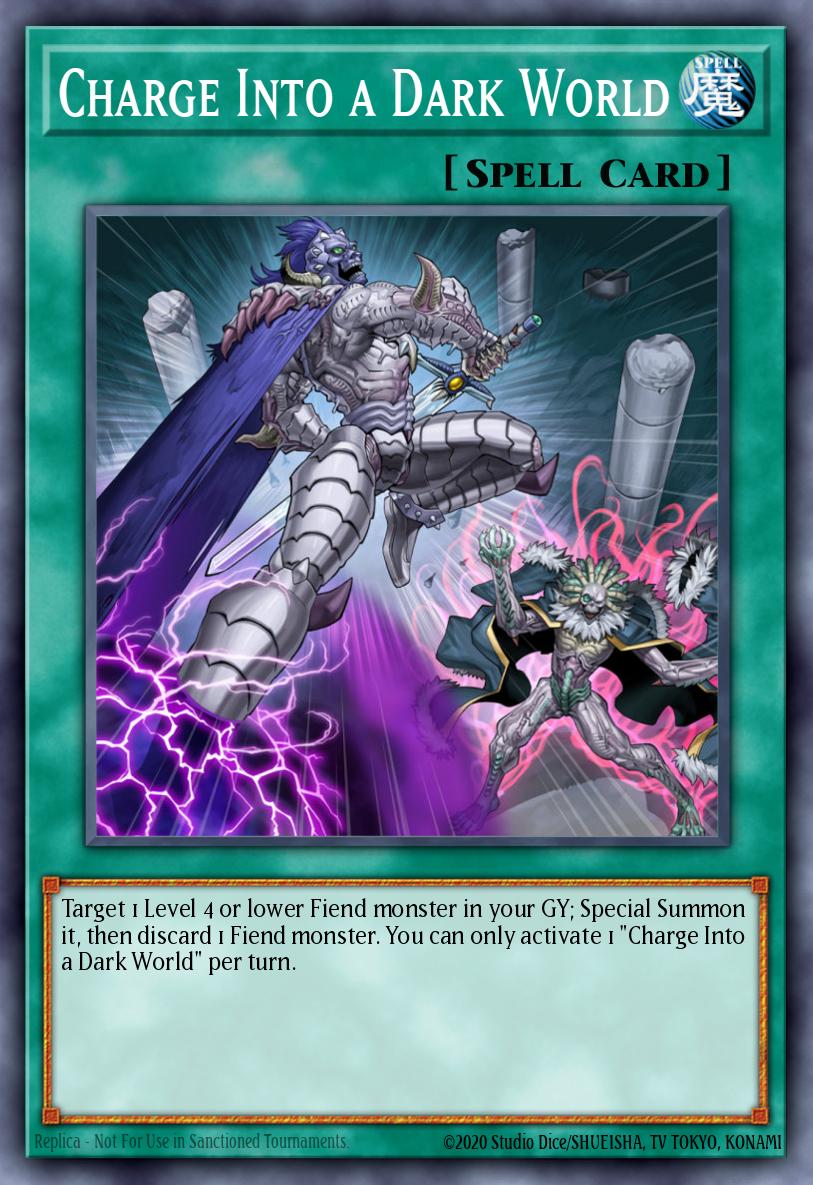 Charge Into a Dark World
SPELL
魔
[ Spell Card ]
Target 1 Level 4 or lower Fiend monster in your GY; Special Summon
it, then discard 1 Fiend monster. You can only activate 1 "Charge Into
a Dark World" per turn.
Replica - Not For Use in Sanctioned Tournaments.
©2020 Studio Dice/SHUEISHA, TV TOKYO, KONAMI